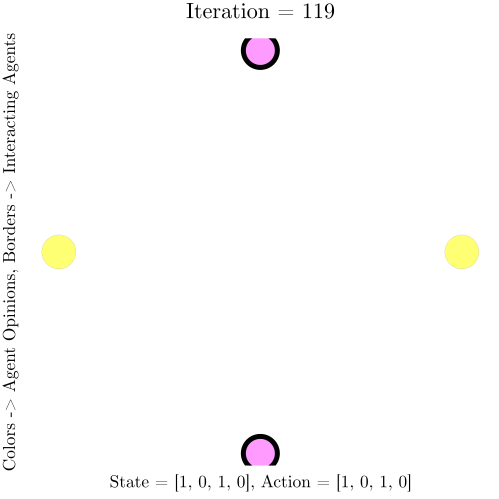 Iteration = 119
Colors -> Agent Opinions, Borders -> Interacting Agents
State = [1, 0, 1, 0], Action = [1, 0, 1, 0]